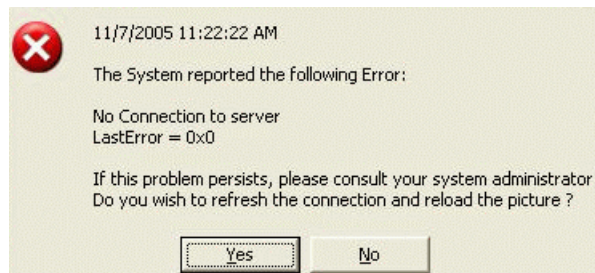 11/7/2005 11:22:22 AM
The System reported the following Error:
No Connection to server
LastError = 0x0
If this problem persists, please consult your system administrator
Do you wish to refresh the connection and reload the picture ?
Yes No